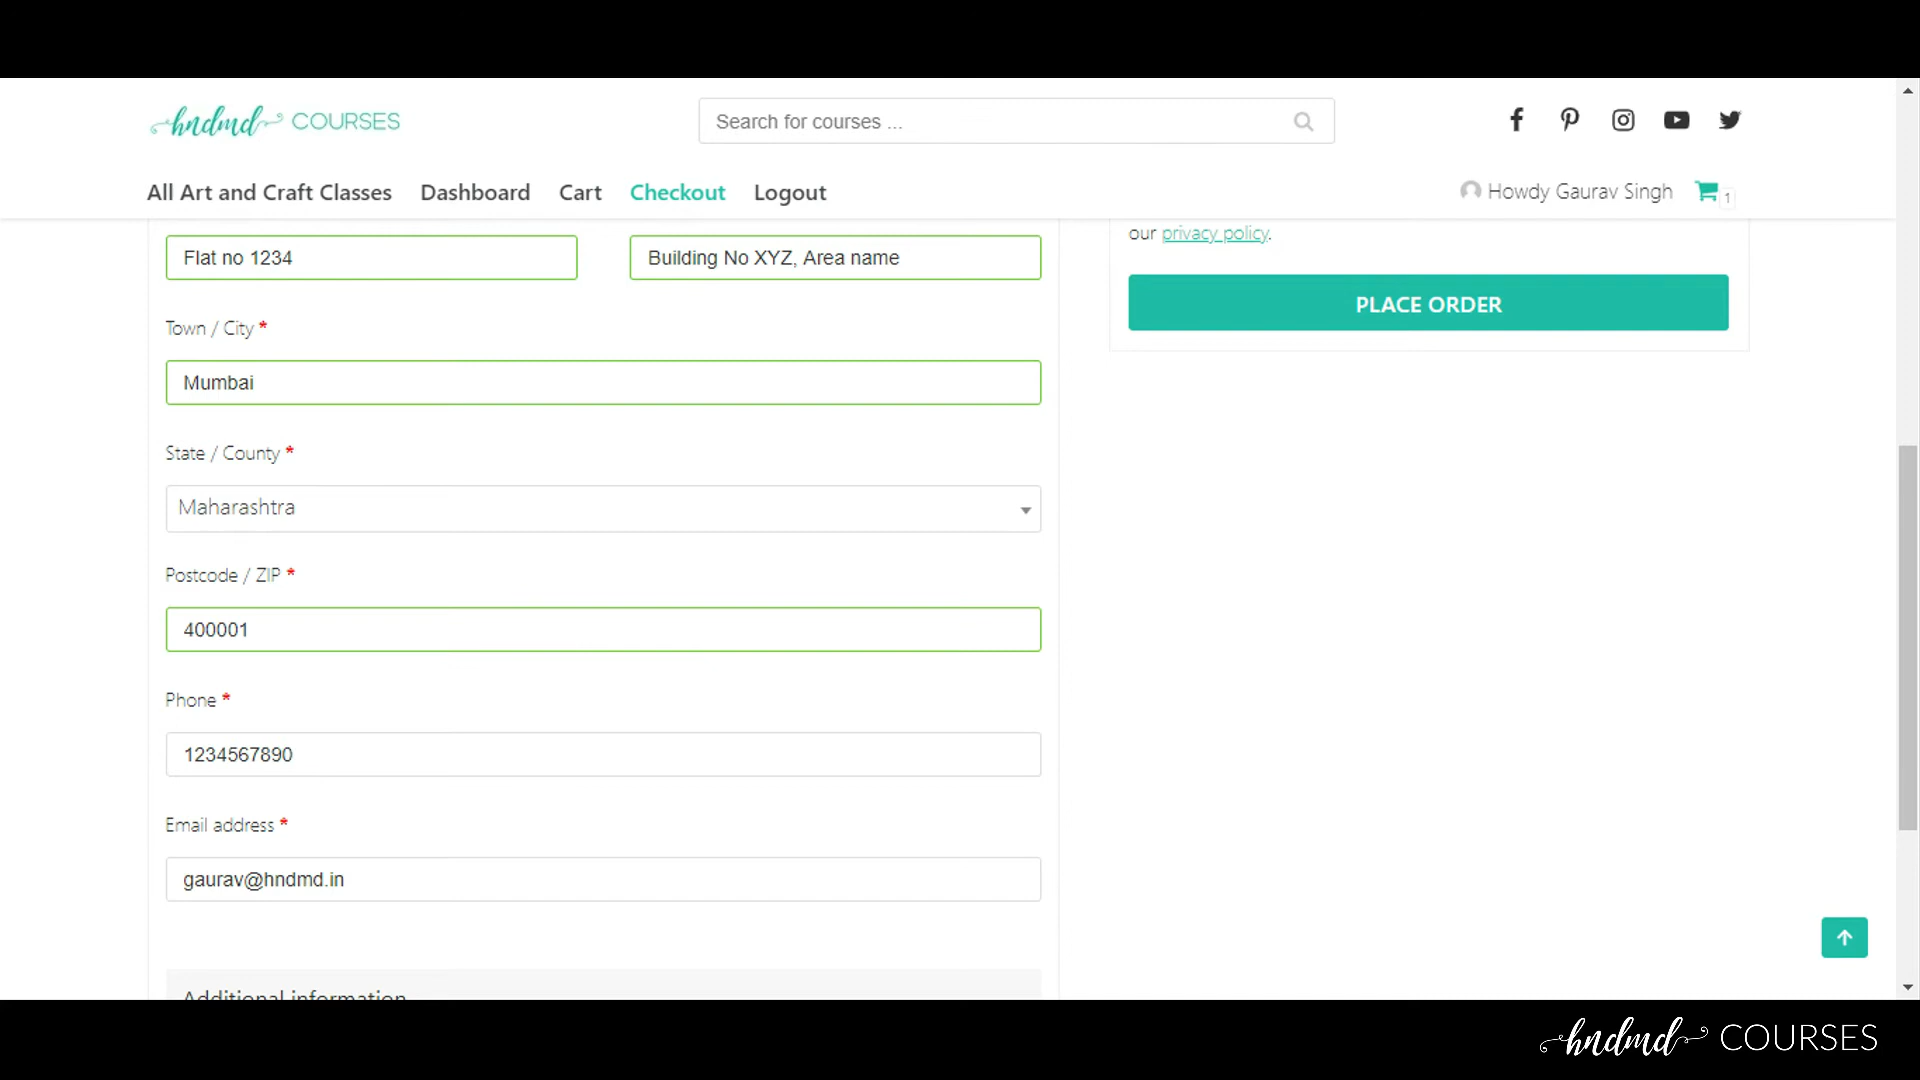 hndmd COURSES
Search for courses ...
All Art and Craft Classes Dashboard Cart Checkout Logout
Howdy Gaurav Singh 1
our privacy policy.
Flat no 1234
Building No XYZ, Area name
PLACE ORDER
Town / City *
Mumbai
State / County *
Maharashtra
Postcode / ZIP *
400001
Phone *
1234567890
Email address *
gaurav@hndmd.in
Additional information
hndmd COURSES